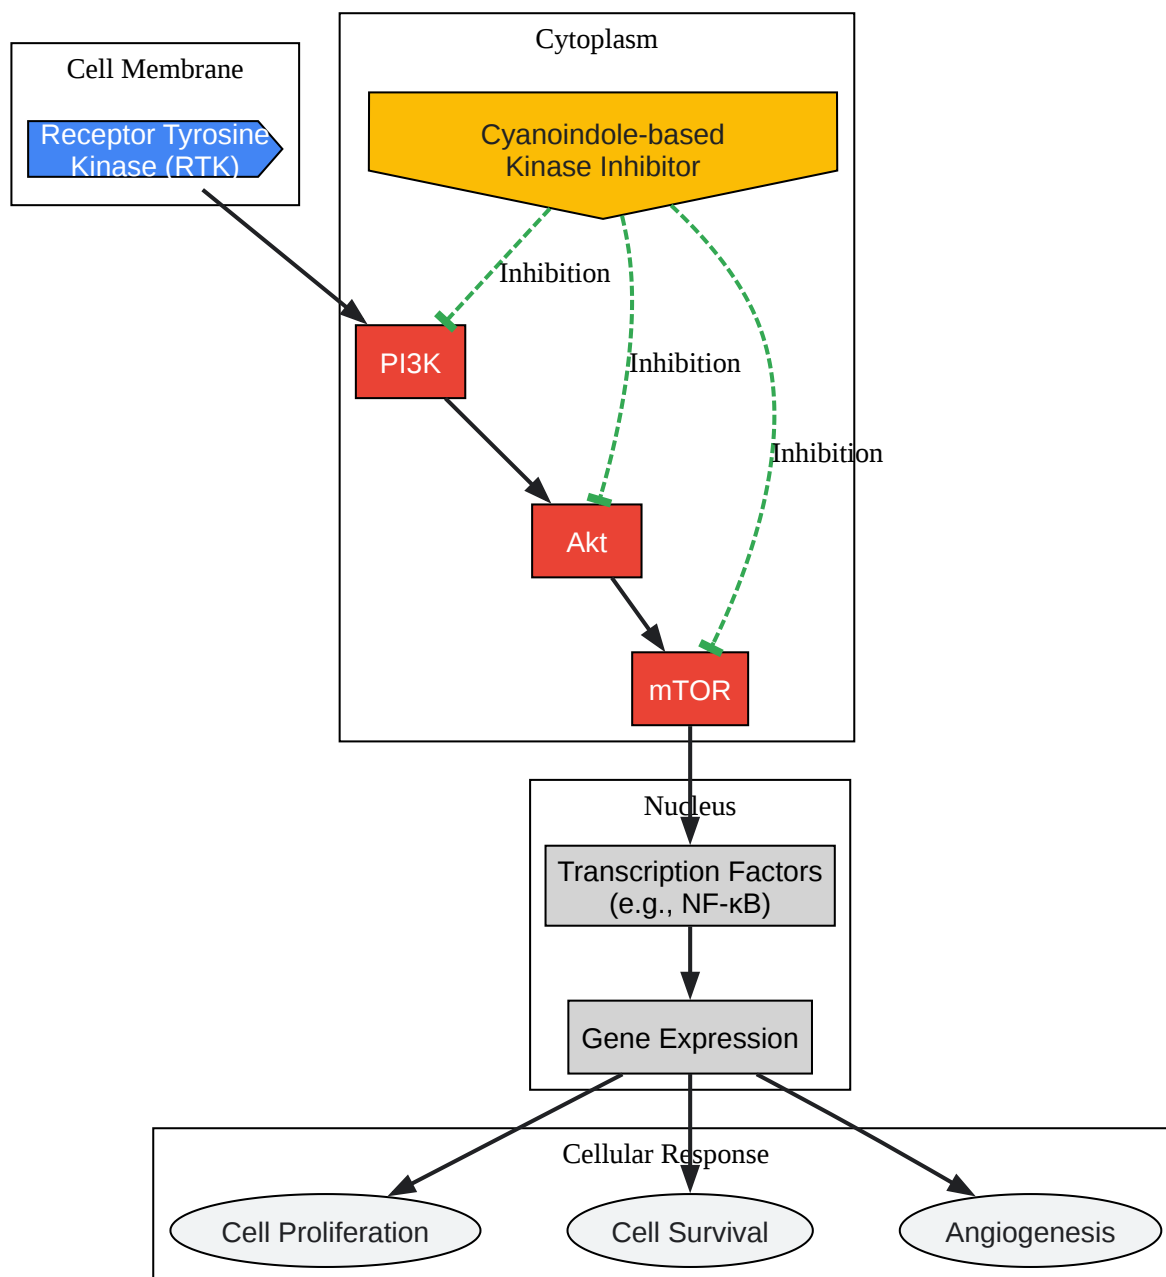 Cytoplasm
Cell Membrane
Receptor Tyrosine
Kinase (RTK)
Cyanoindole-based
Kinase Inhibitor
Inhibition
PI3K
Inhibition
Inhibition
Akt
mTOR
Nucleus
Transcription Factors
(e.g., NF-κB)
Gene Expression
Cellular Response
Cell Proliferation
Cell Survival
Angiogenesis